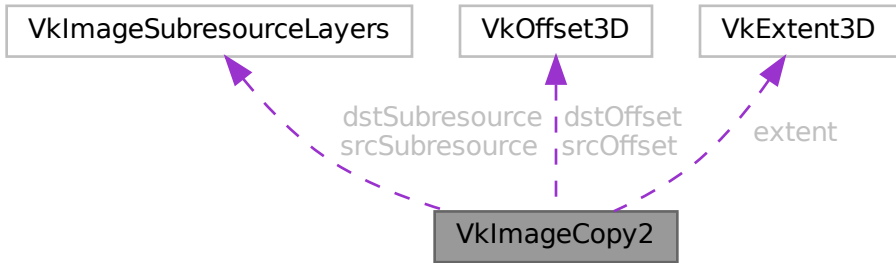 VkImageSubresourceLayers
VkOffset3D
VkExtent3D
dstSubresource
srcSubresource
dstOffset
srcOffset
extent
VkImageCopy2